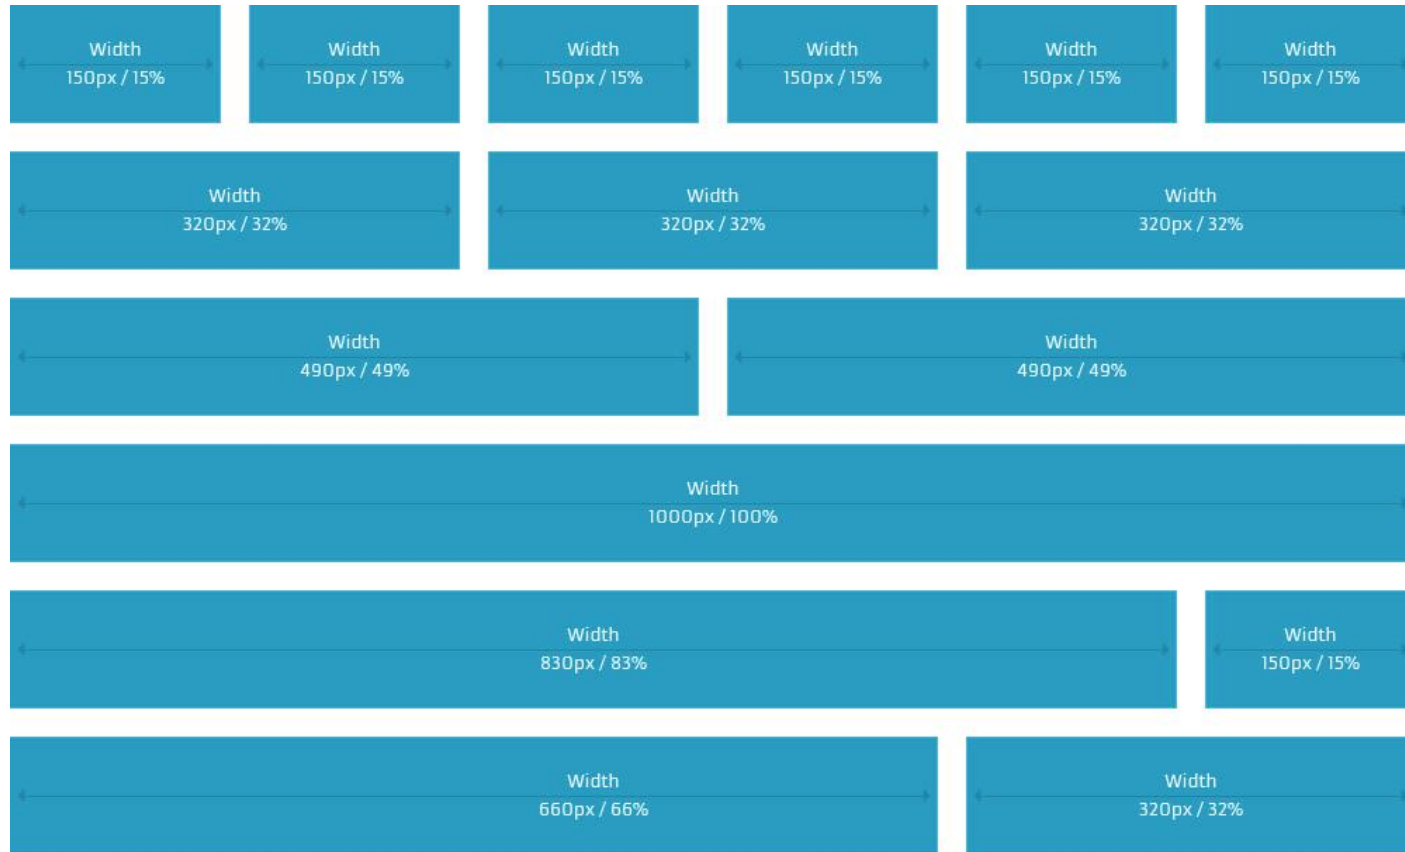 Width
150px / 15%
Width
150px / 15%
Width
150px / 15%
Width
150px / 15%
Width
150px / 15%
Width
150px / 15%
Width
320px / 32%
Width
320px / 32%
Width
320px / 32%
Width
490px / 49%
Width
490px / 49%
Width
1000px / 100%
Width
830px / 83%
Width
150px / 15%
Width
660px / 66%
Width
320px / 32%